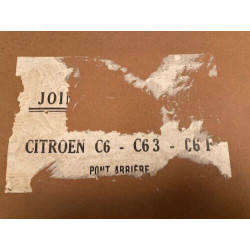 JOI
CITROEN C6 - C63 - C6 F
PONT ARRIÈRE